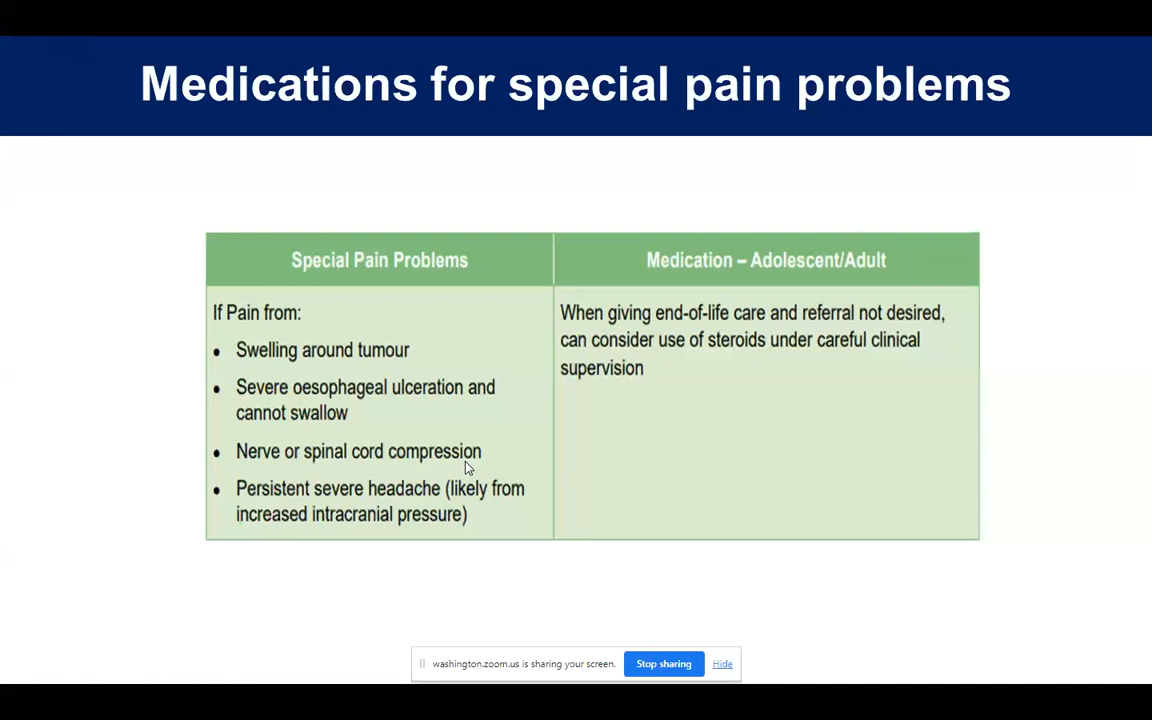 Medications for special pain problems
Special Pain Problems
Medication – Adolescent/Adult
If Pain from:
• Swelling around tumour
• Severe oesophageal ulceration and
cannot swallow
• Nerve or spinal cord compression
• Persistent severe headache (likely from
increased intracranial pressure)
When giving end-of-life care and referral not desired,
can consider use of steroids under careful clinical
supervision
washington.zoom.us is sharing your screen.
Stop sharing
Hide